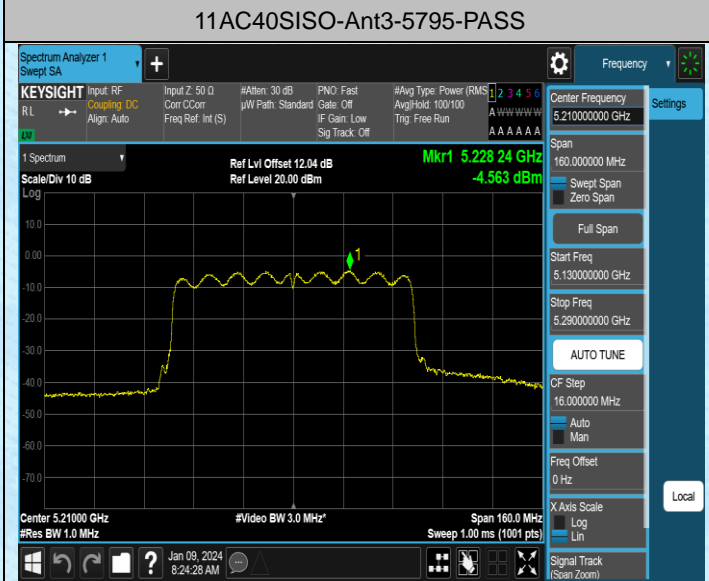 11AC40SISO-Ant3-5795-PASS
Spectrum Analyzer 1
Swept SA
Frequency
KEYSIGHT
RL
Input: RF
Coupling: DC
Align: Auto
Input Z: 50 Ω
Corr CCorr
Freq Ref: Int (S)
#Atten: 30 dB
µW Path: Standard
PNO: Fast
Gate: Off
IF Gain: Low
Sig Track: Off
#Avg Type: Power (RMS
Avg|Hold: 100/100
Trig: Free Run
1 2 3 4 5 6
A W W W W W
A A A A A A
1 Spectrum
Scale/Div 10 dB
Log
Ref Lvl Offset 12.04 dB
Ref Level 20.00 dBm
Mkr1 5.228 24 GHz
-4.563 dBm
10.0
0.00
-10.0
-20.0
-30.0
-40.0
-50.0
-60.0
-70.0
1
Center 5.21000 GHz
#Res BW 1.0 MHz
#Video BW 3.0 MHz*
Span 160.0 MHz
Sweep 1.00 ms (1001 pts)
Jan 09, 2024
8:24:28 AM
Center Frequency
5.210000000 GHz
Span
160.000000 MHz
Swept Span
Zero Span
Full Span
Start Freq
5.130000000 GHz
Stop Freq
5.290000000 GHz
AUTO TUNE
CF Step
16.000000 MHz
Auto
Man
Freq Offset
0 Hz
X Axis Scale
Log
Lin
Signal Track
(Span Zoom)
Settings
Local